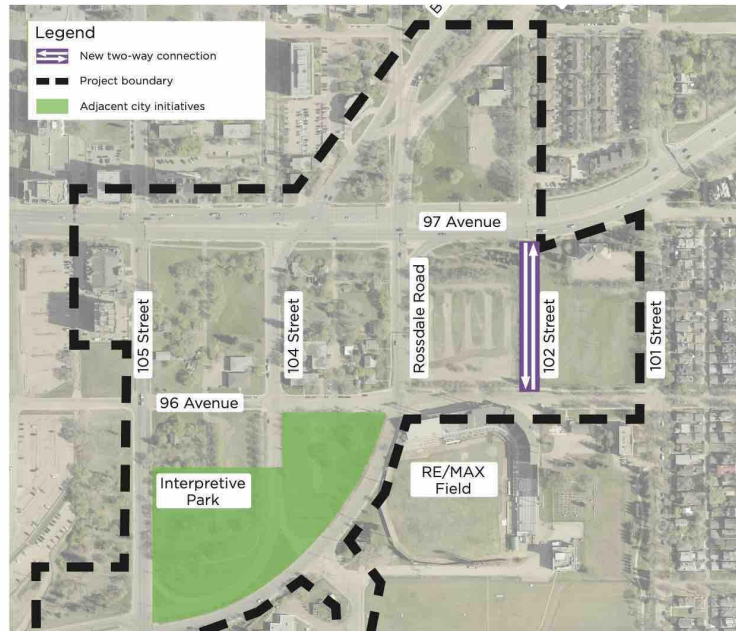 Legend
New two-way connection
Project boundary
Adjacent city initiatives
97 Avenue
105 Street
104 Street
Rossdale Road
102 Street
101 Street
96 Avenue
Interpretive
Park
RE/MAX
Field